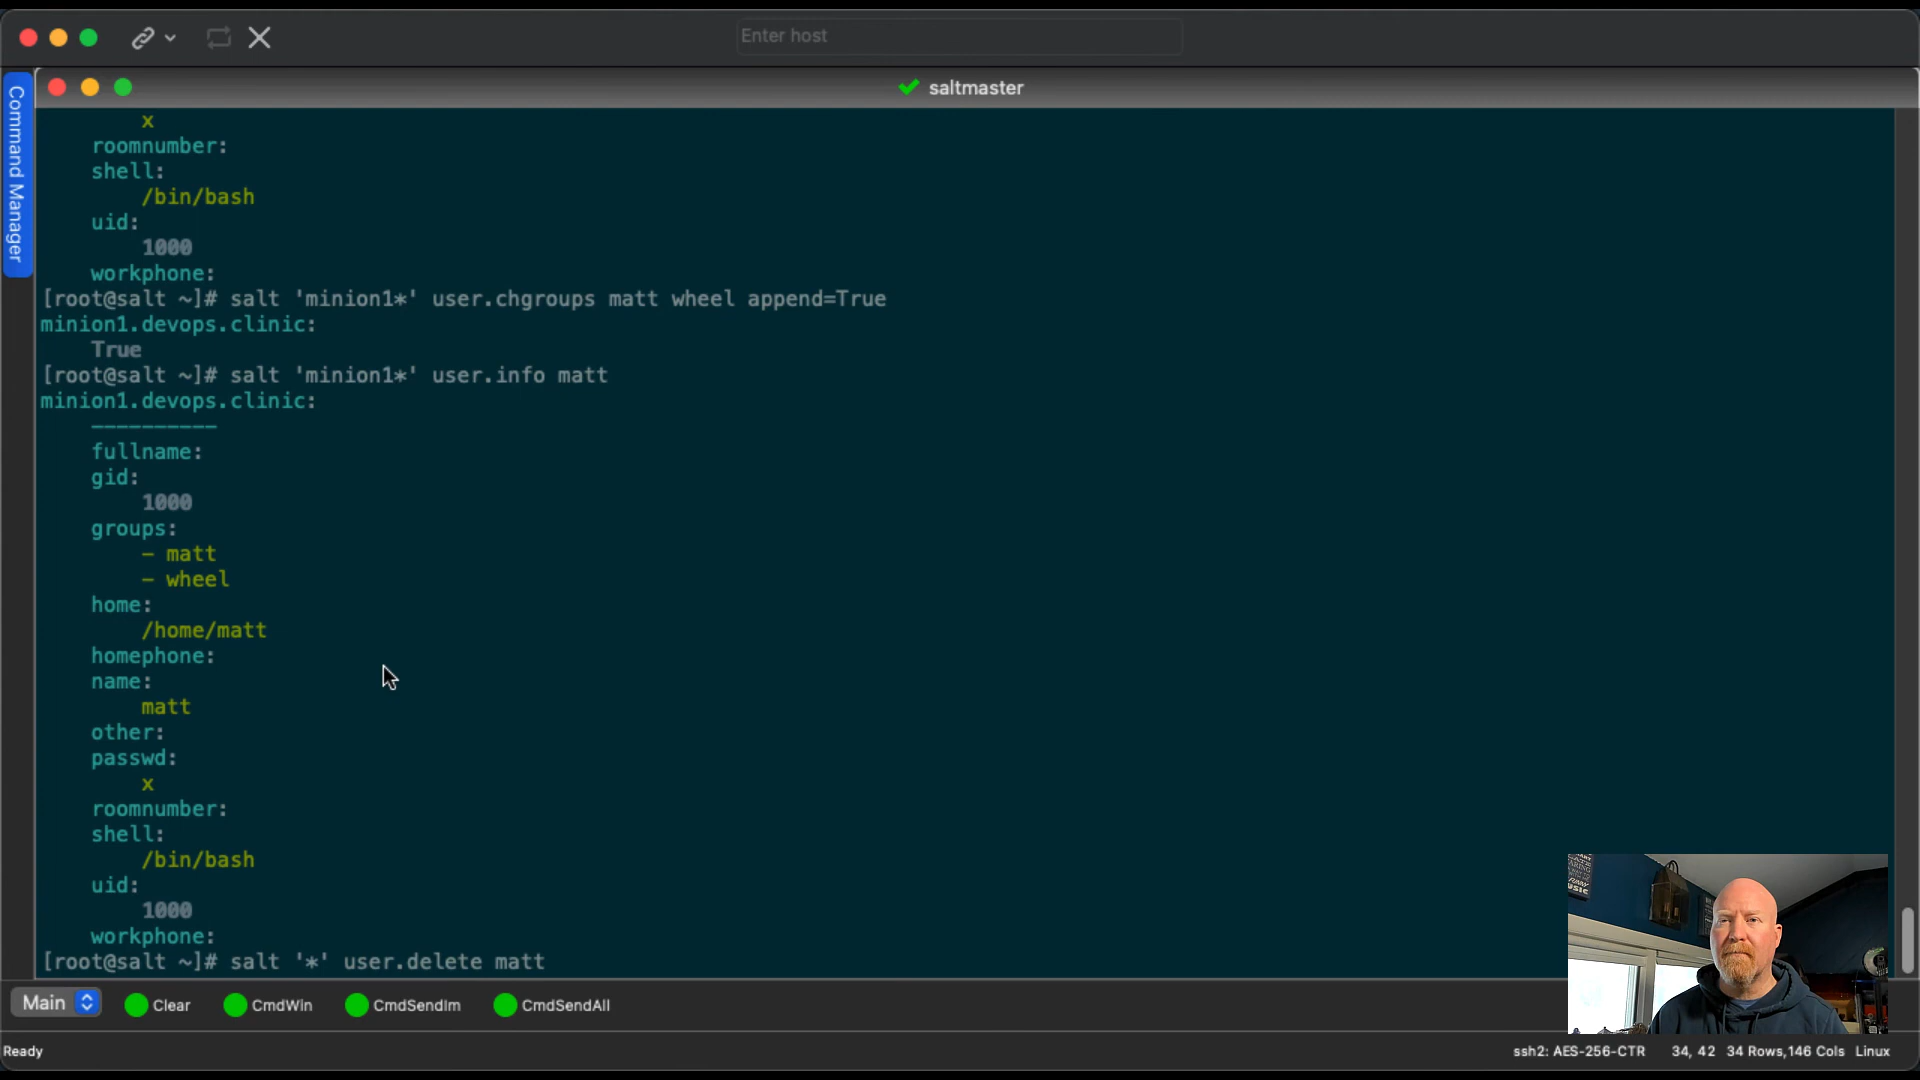 Enter host
Command Manager
saltmaster
x
roomnumber:
shell:
/bin/bash
uid:
1000
workphone:
[root@salt ~]# salt 'minion1*' user.chgroups matt wheel append=True
minion1.devops.clinic:
True
[root@salt ~]# salt 'minion1*' user.info matt
minion1.devops.clinic:
----------
fullname:
gid:
1000
groups:
- matt
- wheel
home:
/home/matt
homephone:
name:
matt
other:
passwd:
x
roomnumber:
shell:
/bin/bash
uid:
1000
workphone:
[root@salt ~]# salt '*' user.delete matt
Main
Clear
CmdWin
CmdSendIm
CmdSendAll
Ready
ssh2: AES-256-CTR
34, 42
34 Rows,146 Cols
Linux